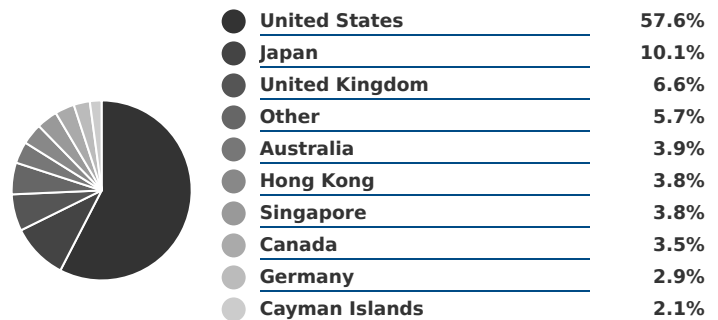 United States 57.6%
Japan 10.1%
United Kingdom 6.6%
Other 5.7%
Australia 3.9%
Hong Kong 3.8%
Singapore 3.8%
Canada 3.5%
Germany 2.9%
Cayman Islands 2.1%